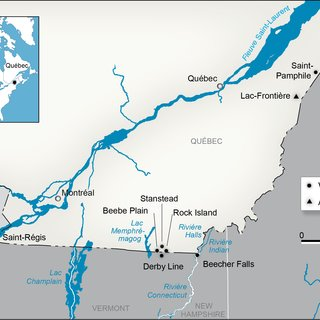 Québec
Fleuve Saint-Laurent
Saint-
Pamphile
Québec
Lac-Frontière
QUÉBEC
Montréal
Stanstead
Beebe Plain
Rock Island
Lac
Memphré-
magog
Rivière
Halls
Rivière
Indian
Saint-Régis
Derby Line
Beecher Falls
Lac
Champlain
Rivière
Connecticut
VERMONT
NEW
HAMPSHIRE
0